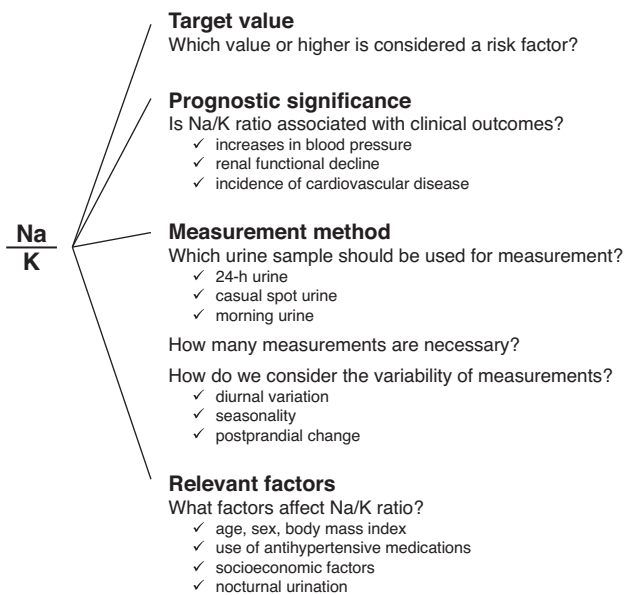 Target value
Which value or higher is considered a risk factor?
Prognostic significance
Is Na/K ratio associated with clinical outcomes?
✓ increases in blood pressure
✓ renal functional decline
✓ incidence of cardiovascular disease
Na
K
Measurement method
Which urine sample should be used for measurement?
✓ 24-h urine
✓ casual spot urine
✓ morning urine
How many measurements are necessary?
How do we consider the variability of measurements?
✓ diurnal variation
✓ seasonality
✓ postprandial change
Relevant factors
What factors affect Na/K ratio?
✓ age, sex, body mass index
✓ use of antihypertensive medications
✓ socioeconomic factors
✓ nocturnal urination